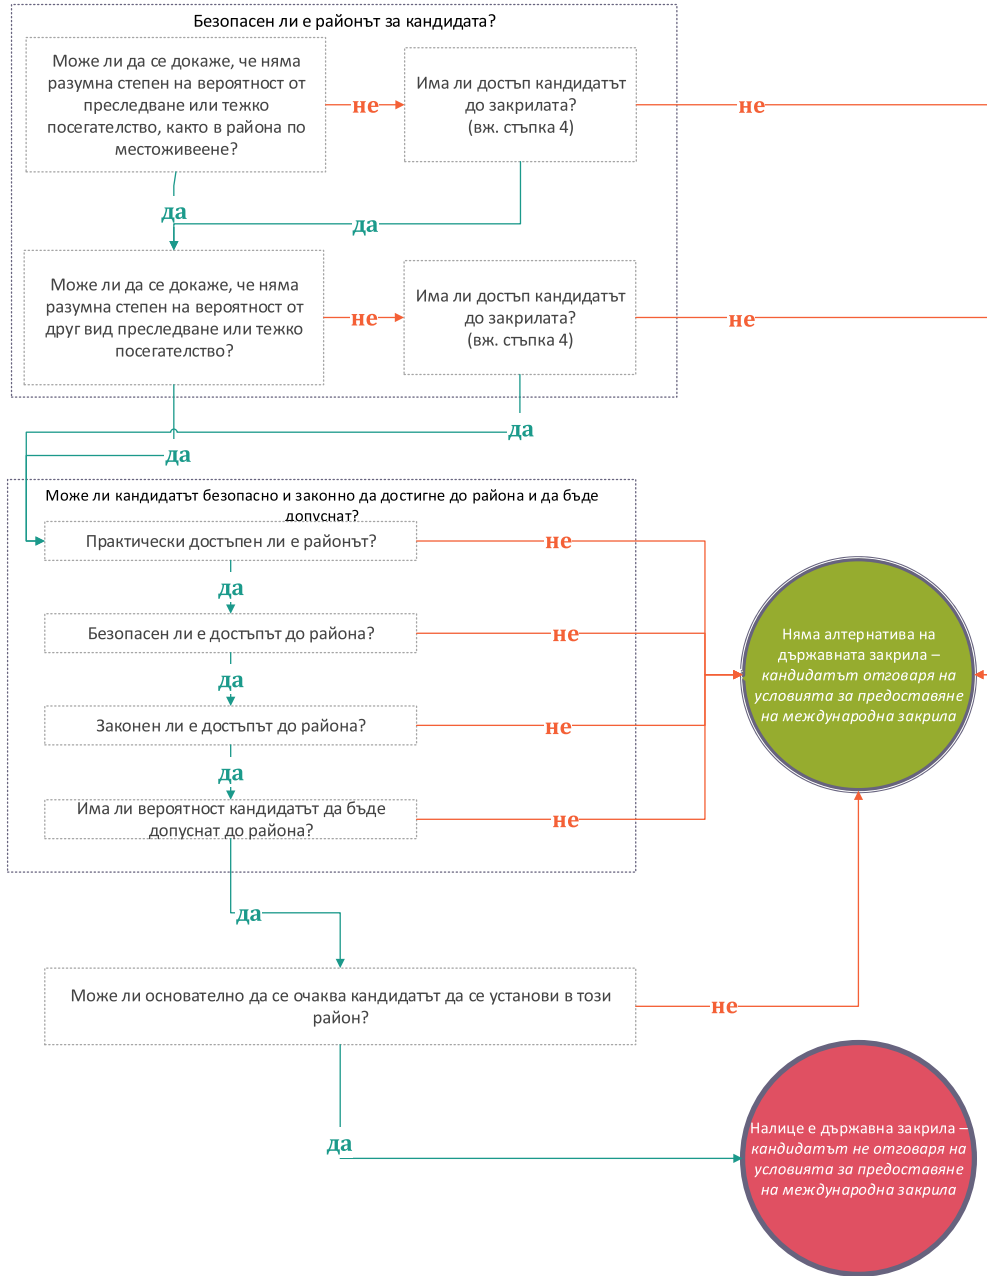 Безопасен ли е районът за кандидата?
Може ли да се докаже, че няма
разумна степен на вероятност от
преследване или тежко
посегателство, както в района по
местоживеене?
не
Има ли достъп кандидатът
до закрилата?
(вж. стъпка 4)
не
да
да
Може ли да се докаже, че няма
разумна степен на вероятност от
друг вид преследване или тежко
посегателство?
не
Има ли достъп кандидатът
до закрилата?
(вж. стъпка 4)
не
да
да
Може ли кандидатът безопасно и законно да достигне до района и да бъде
допуснат?
Практически достъпен ли е районът?
не
да
Безопасен ли е достъпът до района?
не
да
Законен ли е достъпът до района?
не
да
Има ли вероятност кандидатът да бъде
допуснат до района?
не
да
Няма алтернатива на
държавната закрила –
кандидатът отговаря на
условията за предоставяне
на международна закрила
Може ли основателно да се очаква кандидатът да се установи в този
район?
не
да
Налице е държавна закрила –
кандидатът не отговаря на
условията за предоставяне
на международна закрила